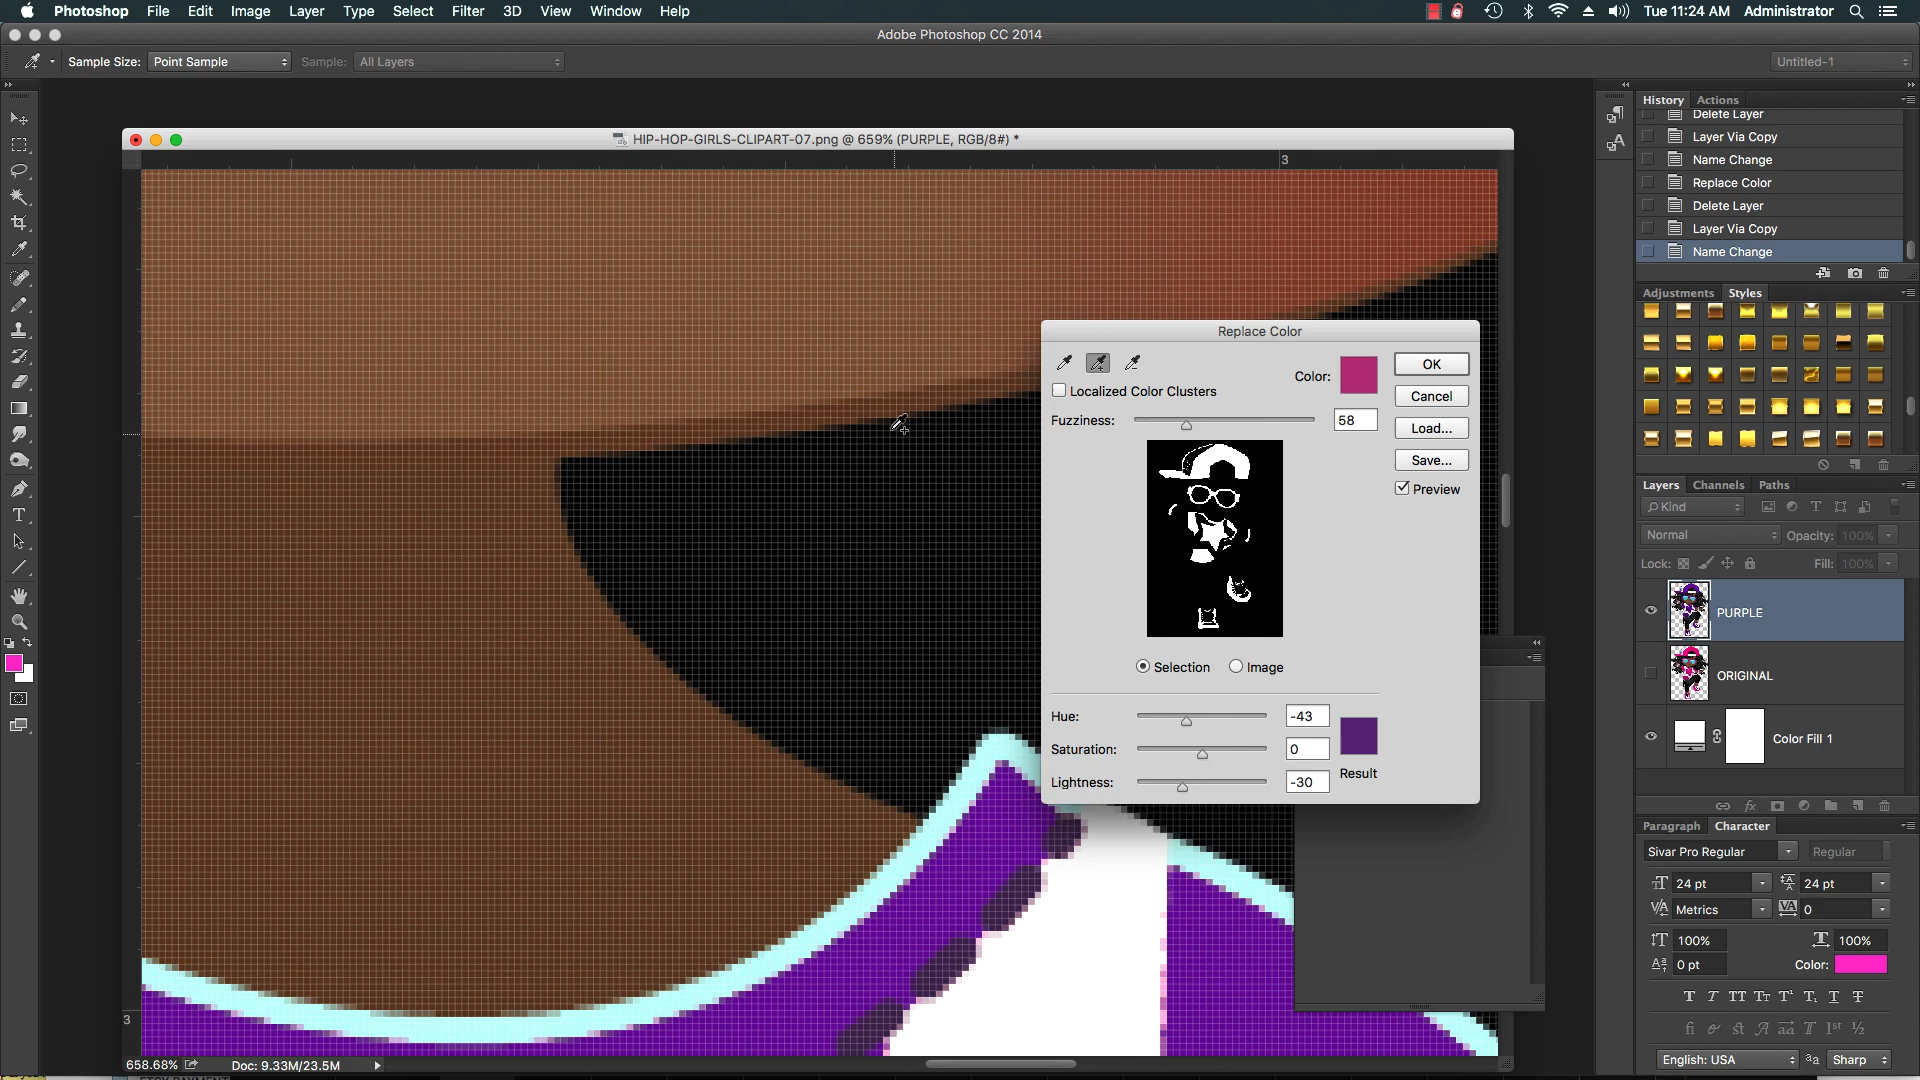 Photoshop File Edit Image Layer Type Select Filter 3D View Window Help
Tue 11:24 AM Administrator
Adobe Photoshop CC 2014
Sample Size: Point Sample Sample: All Layers
Untitled-1
HIP-HOP-GIRLS-CLIPART-07.png @ 659% (PURPLE, RGB/8#) *
3
History Actions
Delete Layer
Layer Via Copy
Name Change
Replace Color
Delete Layer
Layer Via Copy
Name Change
Adjustments Styles
Replace Color
Color:
OK
Localized Color Clusters
Cancel
Fuzziness: 58
Load...
Save...
Preview
Selection Image
Hue: -43
Saturation: 0
Lightness: -30
Result
Layers Channels Paths
Kind
Normal Opacity: 100%
Lock: Fill: 100%
PURPLE
ORIGINAL
Color Fill 1
Paragraph Character
Sivar Pro Regular Regular
24 pt 24 pt
Metrics 0
100% 100%
0 pt Color:
English: USA Sharp
3
658.68% Doc: 9.33M/23.5M